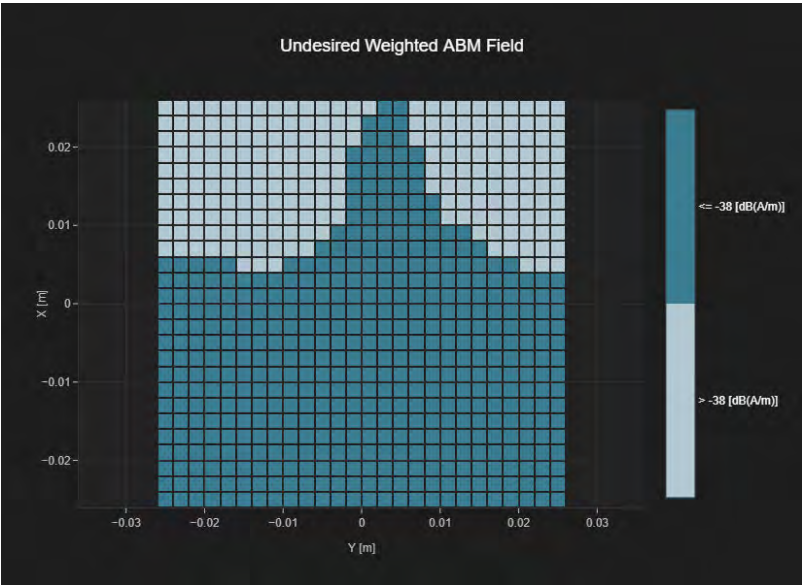 Undesired Weighted ABM Field
0.02
0.01
0
−0.01
−0.02
X [m]
−0.03
−0.02
−0.01
0
0.01
0.02
0.03
Y [m]
<= -38 [dB(A/m)]
> -38 [dB(A/m)]